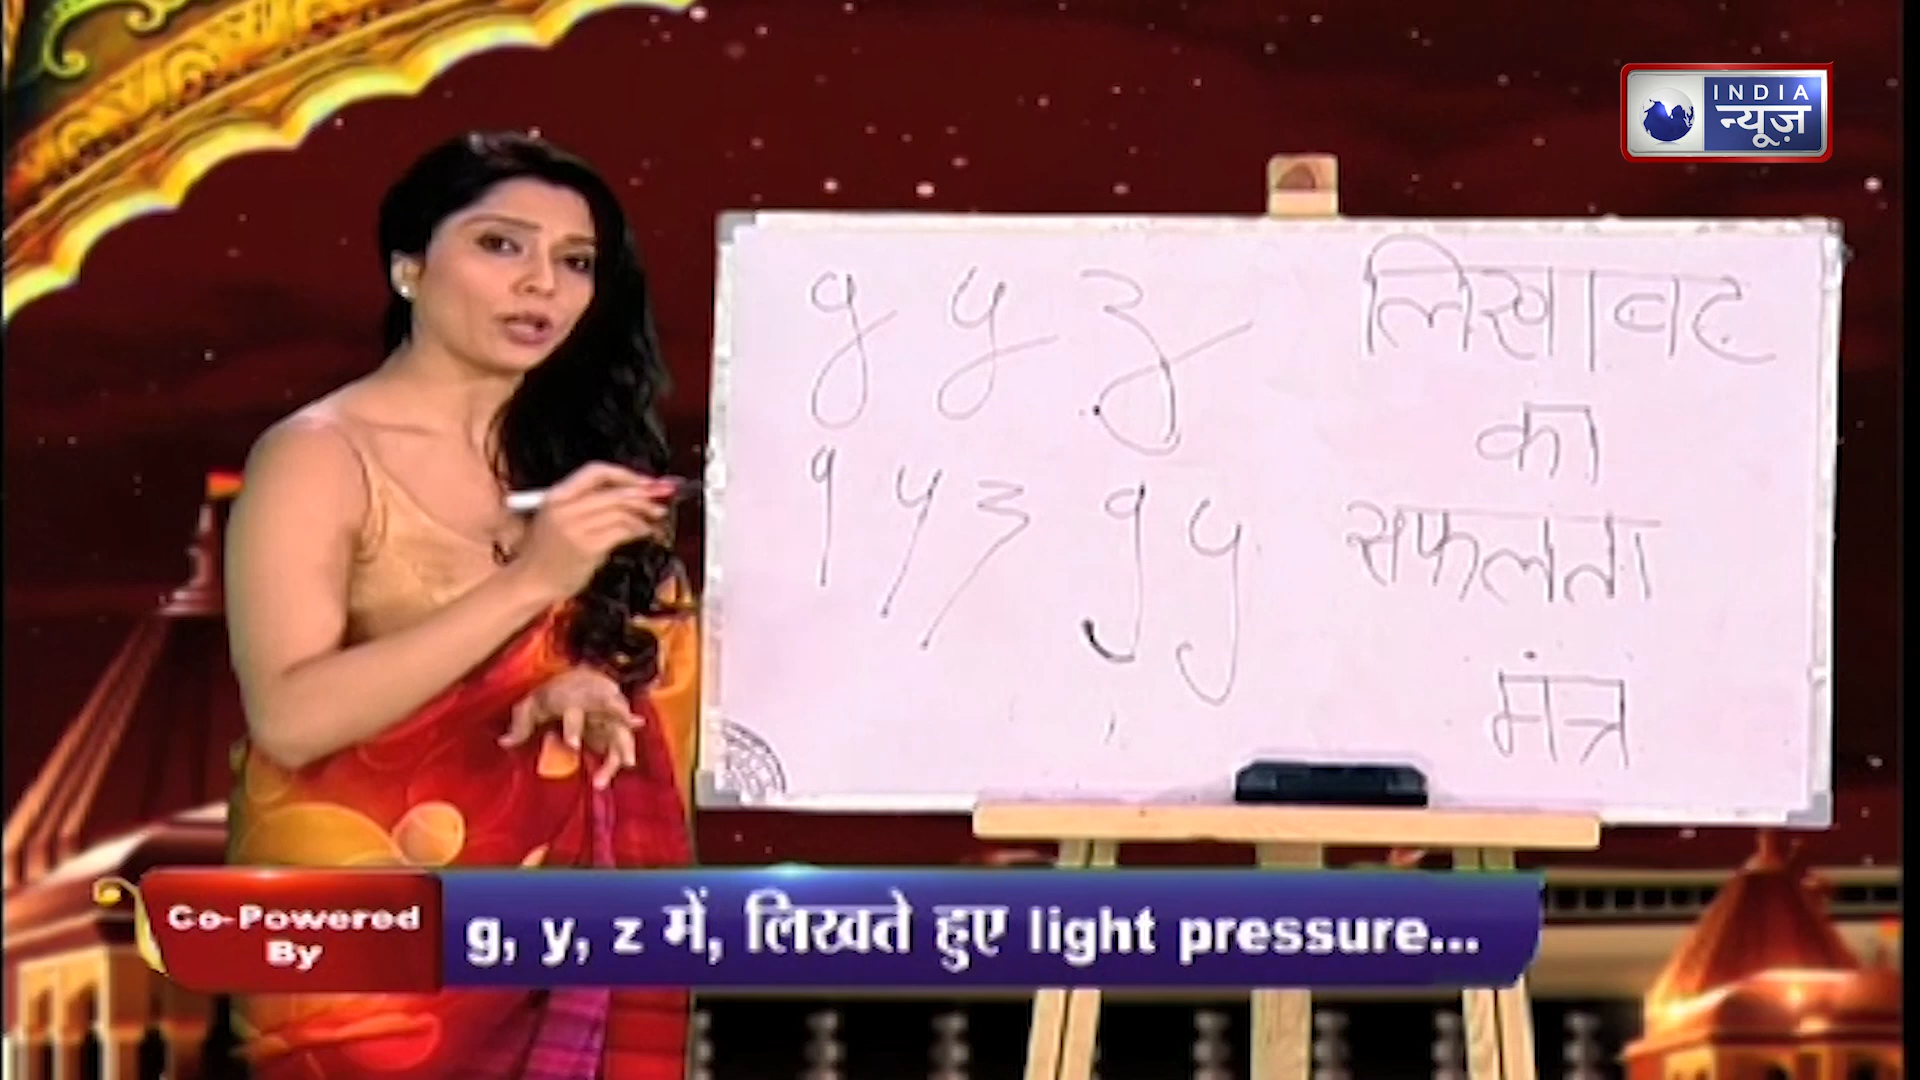 INDIA
न्यूज़
g y z
g y z g y
लिखावट
का
सफलता
मंत्र
Co-Powered
By
g, y, z में, लिखते हुए light pressure...